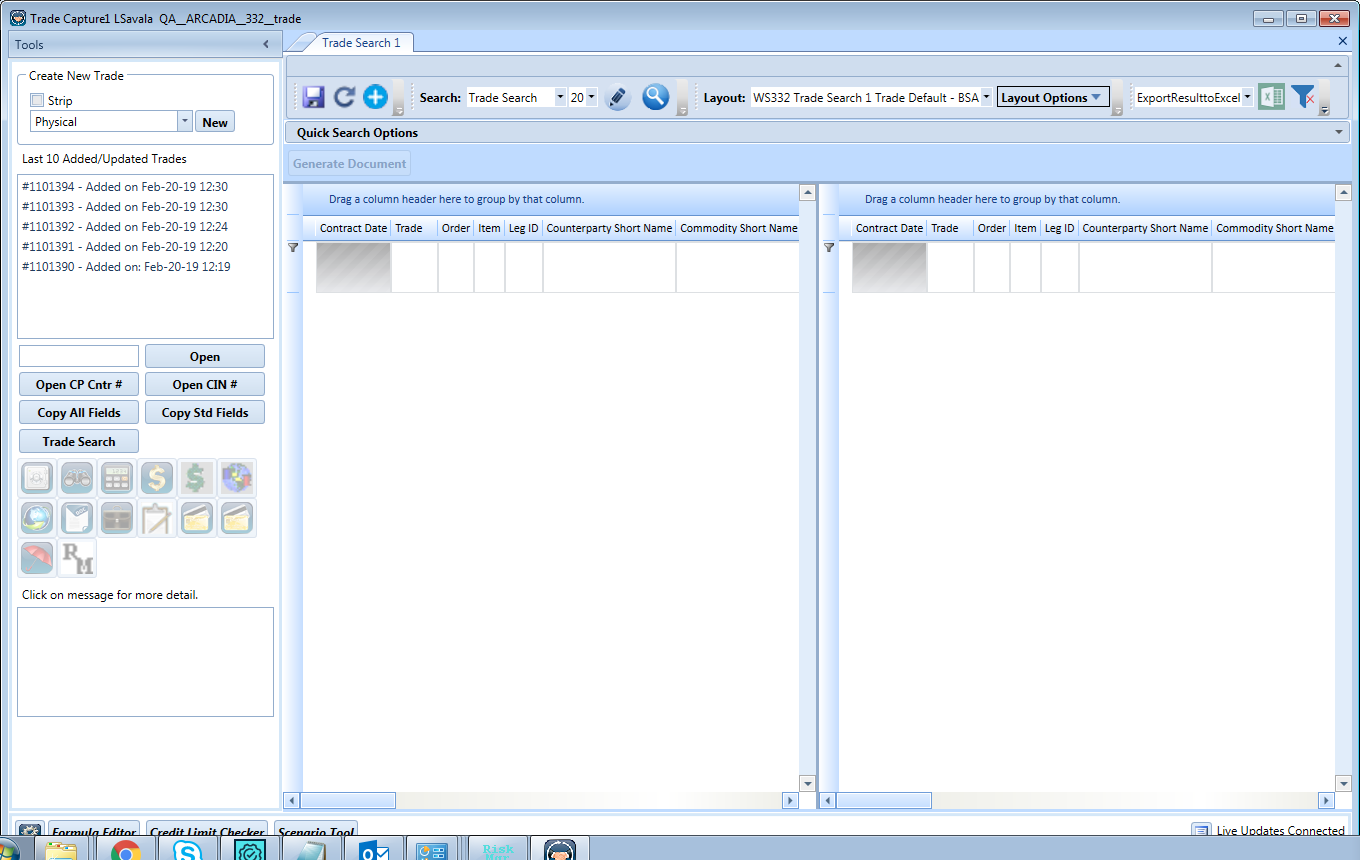 Trade Capture1 LSavala QA__ARCADIA__332__trade
Tools
Trade Search 1
Create New Trade
Strip
Physical
New
Search:
Trade Search
20
Layout:
WS332 Trade Search 1 Trade Default - BSA
Layout Options
ExportResulttoExcel
Quick Search Options
Generate Document
Last 10 Added/Updated Trades
#1101394 - Added on Feb-20-19 12:30
#1101393 - Added on Feb-20-19 12:30
#1101392 - Added on Feb-20-19 12:24
#1101391 - Added on Feb-20-19 12:20
#1101390 - Added on: Feb-20-19 12:19
Open
Open CP Cntr #
Open CIN #
Copy All Fields
Copy Std Fields
Trade Search
RM
Click on message for more detail.
Drag a column header here to group by that column.
Contract Date Trade Order Item Leg ID Counterparty Short Name Commodity Short Name
Drag a column header here to group by that column.
Contract Date Trade Order Item Leg ID Counterparty Short Name Commodity Short Name
Formula Editor
Credit Limit Checker
Scenario Tool
Live Updates Connected
Risk
Mgr